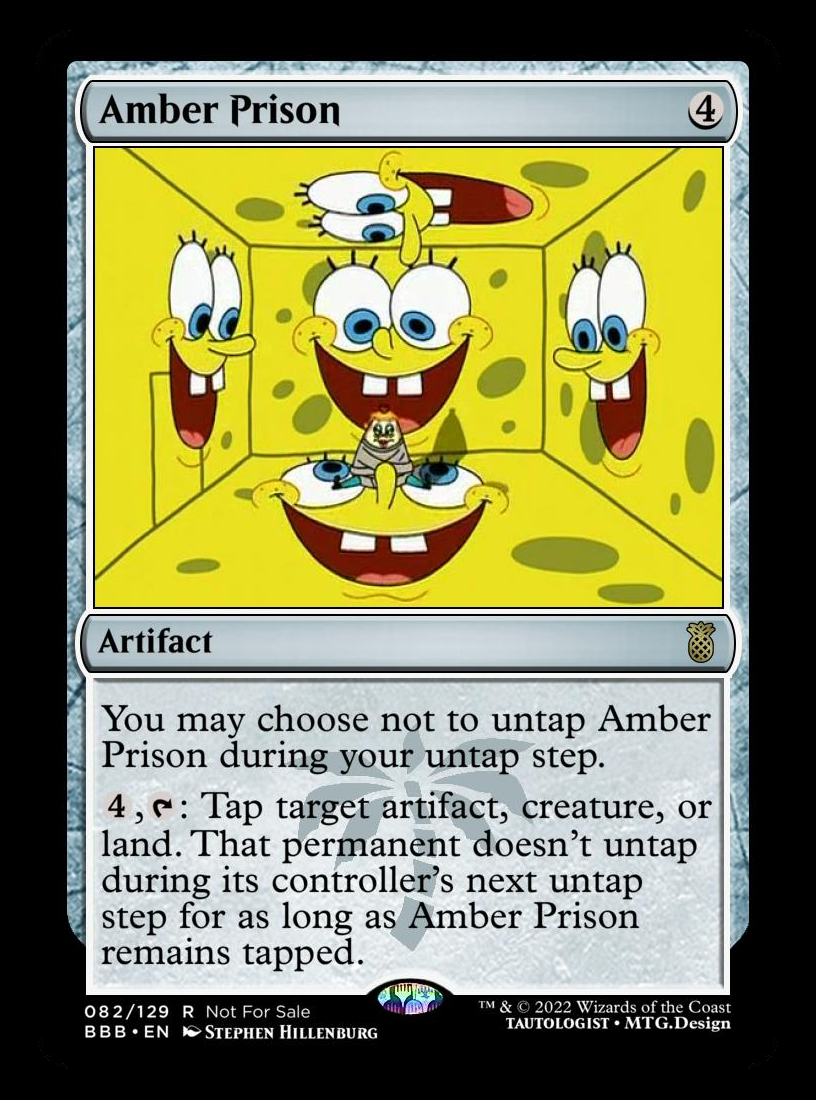 Amber Prison 4
Artifact
You may choose not to untap Amber
Prison during your untap step.
4, : Tap target artifact, creature, or
land. That permanent doesn't untap
during its controller's next untap
step for as long as Amber Prison
remains tapped.
082/129 R Not For Sale
BBB • EN STEPHEN HILLENBURG
™ & © 2022 Wizards of the Coast
TAUTOLOGIST • MTG.Design